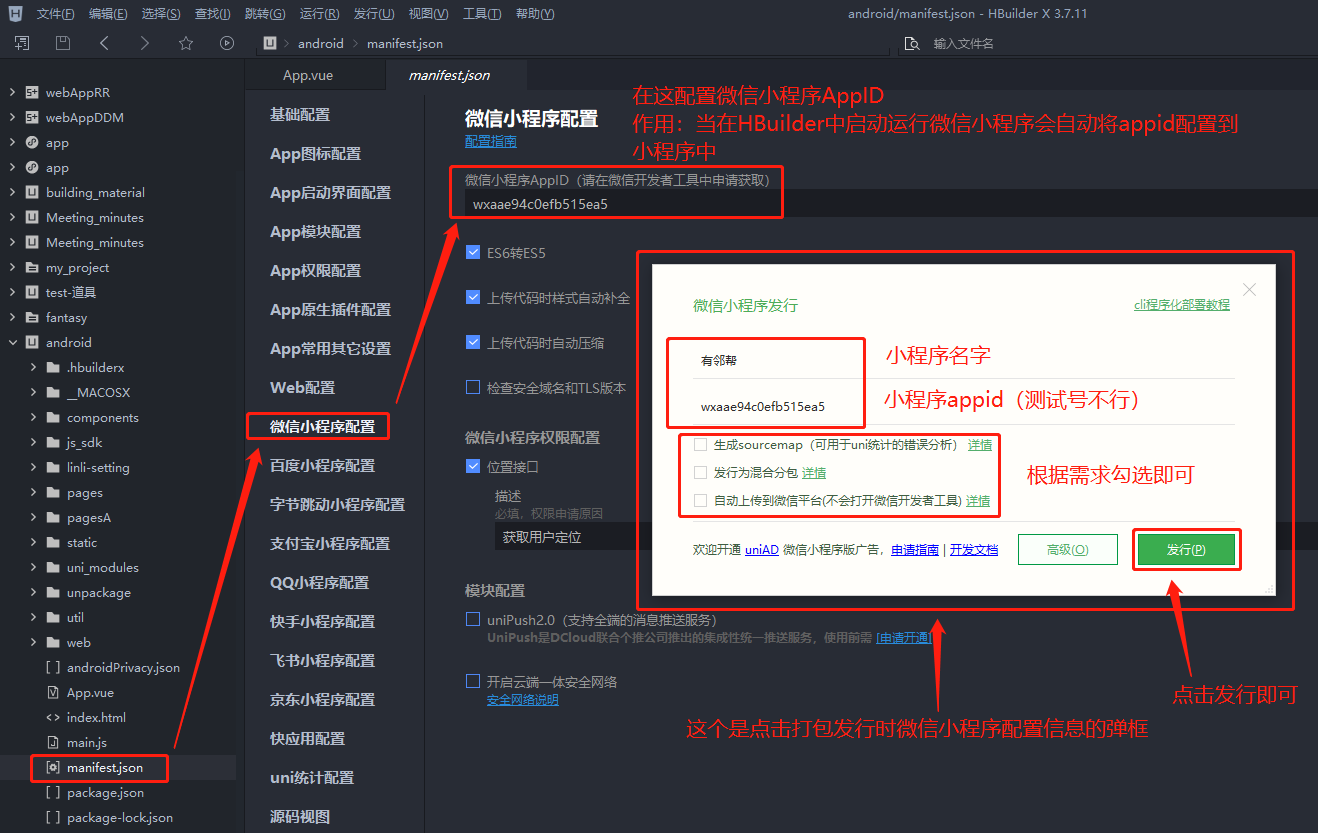 文件(F) 编辑(E) 选择(S) 查找(I) 跳转(G) 运行(R) 发行(U) 视图(V) 工具(T) 帮助(Y)
android/manifest.json - HBuilder X 3.7.11
android
manifest.json
输入文件名
webAppRR
webAppDDM
app
app
building_material
Meeting_minutes
Meeting_minutes
my_project
test-道具
fantasy
android
.hbuilderx
__MACOSX
components
js_sdk
linli-setting
pages
pagesA
static
uni_modules
unpackage
util
web
androidPrivacy.json
App.vue
index.html
main.js
manifest.json
package.json
package-lock.json
App.vue
manifest.json
基础配置
App图标配置
App启动界面配置
App模块配置
App权限配置
App原生插件配置
App常用其它设置
Web配置
微信小程序配置
百度小程序配置
字节跳动小程序配置
支付宝小程序配置
QQ小程序配置
快手小程序配置
飞书小程序配置
京东小程序配置
快应用配置
uni统计配置
源码视图
微信小程序配置
配置指南
在这配置微信小程序AppID
作用：当在HBuilder中启动运行微信小程序会自动将appid配置到
小程序中
微信小程序AppID（请在微信开发者工具中申请获取）
wxaae94c0efb515ea5
ES6转ES5
上传代码时样式自动补全
上传代码时自动压缩
检查安全域名和TLS版本
微信小程序权限配置
位置接口
描述
必填，权限申请原因
获取用户定位
模块配置
uniPush2.0（支持全端的消息推送服务）
UniPush是DCloud联合个推公司推出的集成性统一推送服务，使用前需 [申请开通]
开启云端一体安全网络
安全网络说明
微信小程序发行
cli程序化部署教程
有邻帮
小程序名字
wxaae94c0efb515ea5
小程序appid（测试号不行）
生成sourcemap（可用于uni统计的错误分析） 详情
发行为混合分包 详情
自动上传到微信平台(不会打开微信开发者工具) 详情
根据需求勾选即可
欢迎开通 uniAD 微信小程序版广告，申请指南 | 开发文档
高级(O)
发行(P)
点击发行即可
这个是点击打包发行时微信小程序配置信息的弹框